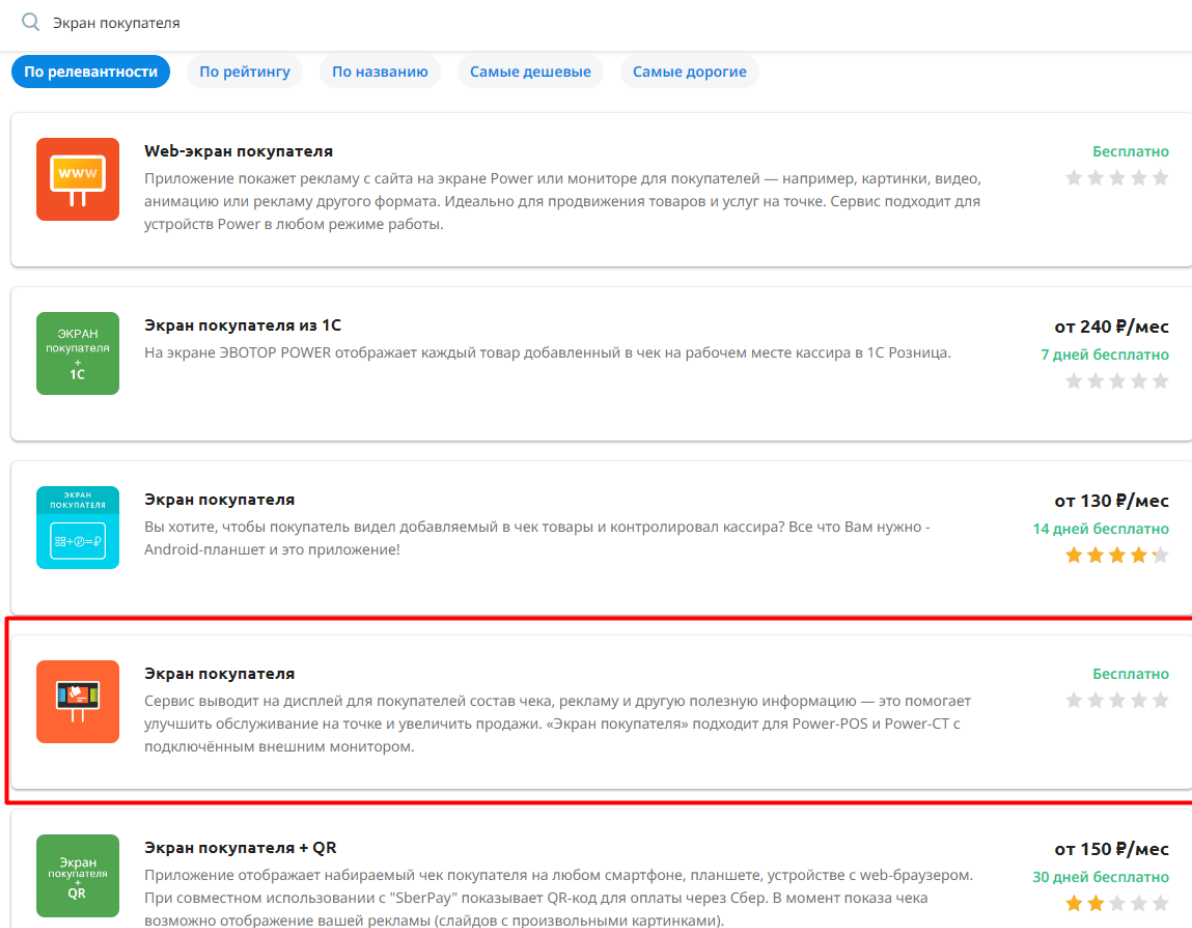 Экран покупателя
По релевантности По рейтингу По названию Самые дешевые Самые дорогие
www
Web-экран покупателя
Бесплатно
Приложение покажет рекламу с сайта на экране Power или мониторе для покупателей — например, картинки, видео,
анимацию или рекламу другого формата. Идеально для продвижения товаров и услуг на точке. Сервис подходит для
устройств Power в любом режиме работы.
ЭКРАН
покупателя
+
1С
Экран покупателя из 1С
от 240 ₽/мес
На экране ЭВОТОР POWER отображает каждый товар добавленный в чек на рабочем месте кассира в 1С Розница.
7 дней бесплатно
ЭКРАН
ПОКУПАТЕЛЯ
Экран покупателя
от 130 ₽/мес
Вы хотите, чтобы покупатель видел добавляемый в чек товары и контролировал кассира? Все что Вам нужно -
Android-планшет и это приложение!
14 дней бесплатно
Экран покупателя
Бесплатно
Сервис выводит на дисплей для покупателей состав чека, рекламу и другую полезную информацию — это помогает
улучшить обслуживание на точке и увеличить продажи. «Экран покупателя» подходит для Power-POS и Power-CT с
подключённым внешним монитором.
Экран
покупателя
+
QR
Экран покупателя + QR
от 150 ₽/мес
Приложение отображает набираемый чек покупателя на любом смартфоне, планшете, устройстве с web-браузером.
30 дней бесплатно
При совместном использовании с "SberPay" показывает QR-код для оплаты через Сбер. В момент показа чека
возможно отображение вашей рекламы (слайдов с произвольными картинками).